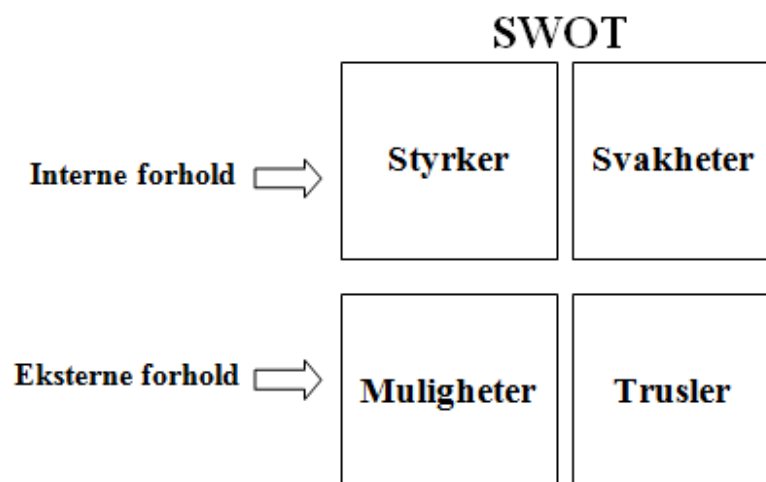 SWOT
Interne forhold
Styrker
Svakheter
Eksterne forhold
Muligheter
Trusler